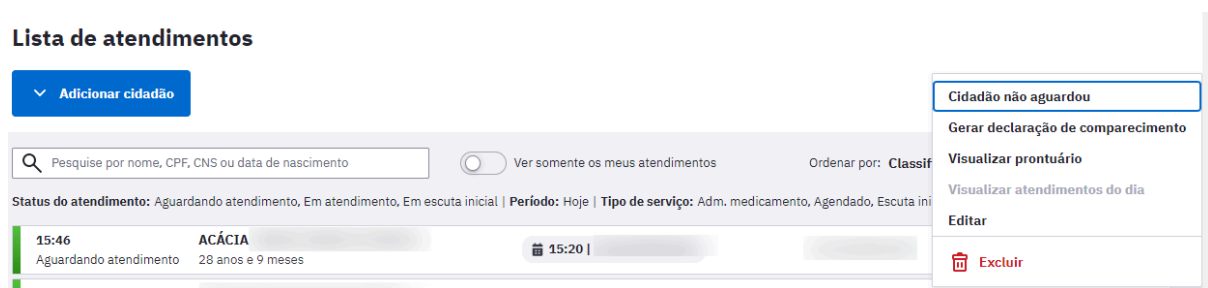 Lista de atendimentos
Adicionar cidadão
Pesquise por nome, CPF, CNS ou data de nascimento
Ver somente os meus atendimentos
Ordenar por: Classif
Status do atendimento: Aguardando atendimento, Em atendimento, Em escuta inicial | Período: Hoje | Tipo de serviço: Adm. medicamento, Agendado, Escuta ini
15:46
ACÁCIA
15:20 |
Aguardando atendimento
28 anos e 9 meses
Cidadão não aguardou
Gerar declaração de comparecimento
Visualizar prontuário
Visualizar atendimentos do dia
Editar
Excluir